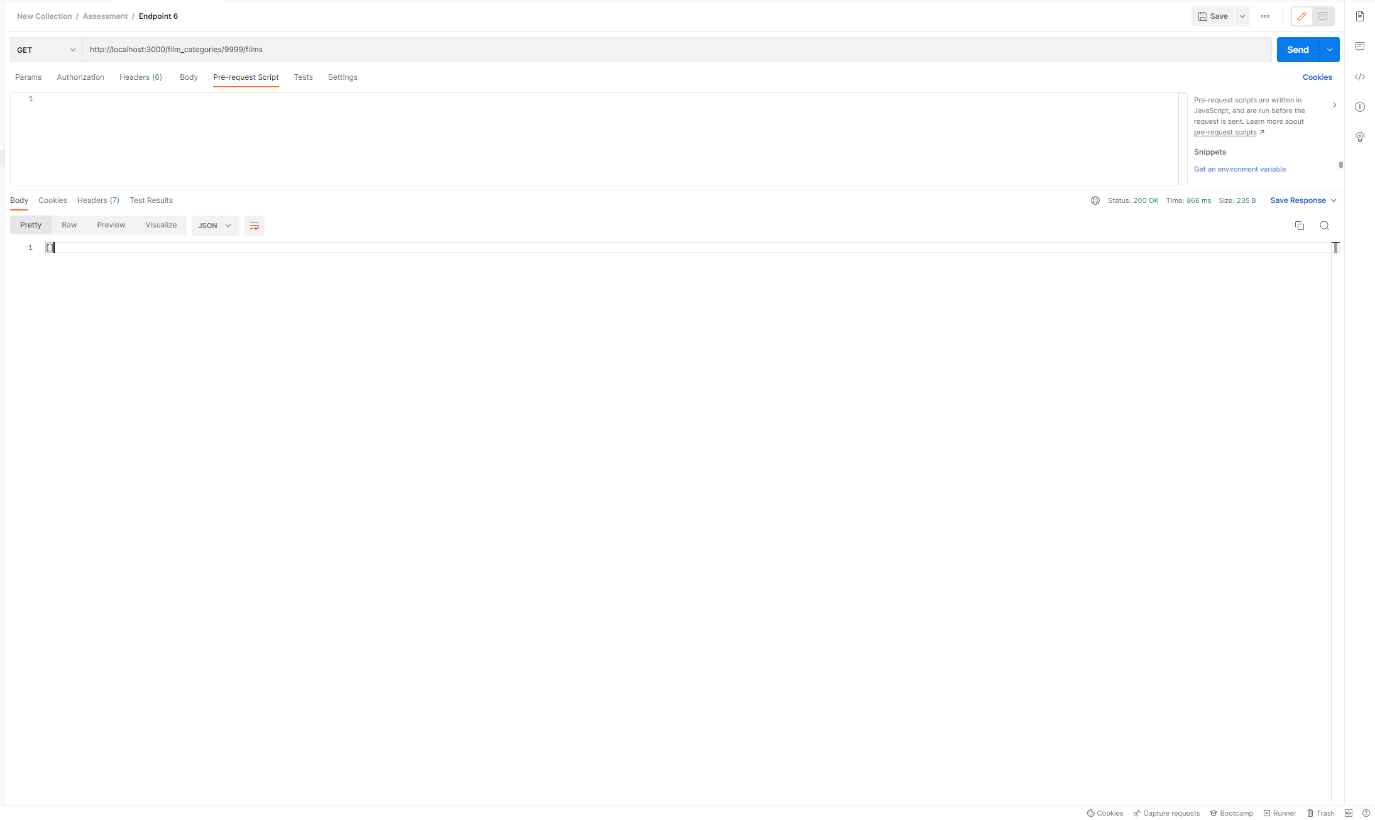 New Collection / Assessment / Endpoint 6
Save
GET
http://localhost:3000/film_categories/9999/films
Send
Params Authorization Headers (6) Body Pre-request Script Tests Settings
Cookies
1
Pre-request scripts are written in
JavaScript, and are run before the
request is sent. Learn more about
pre-request scripts ↗
Snippets
Get an environment variable
Body Cookies Headers (7) Test Results
Status: 200 OK Time: 866 ms Size: 235 B Save Response
Pretty Raw Preview Visualize JSON
1 []
Cookies Capture requests Bootcamp Runner Trash